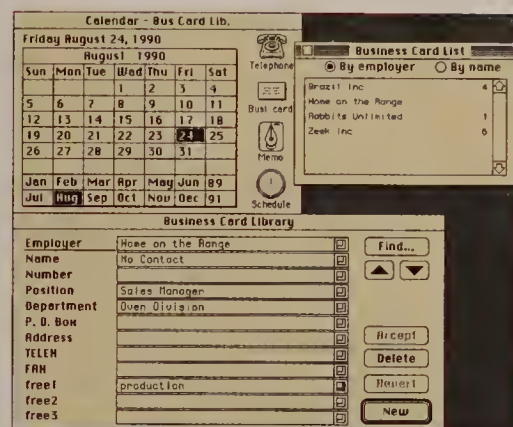 Calendar - Bus Card Lib.
Friday August 24, 1990
August 1990
Sun Mon Tue Wed Thu Fri Sat
1 2 3 4
5 6 7 8 9 10 11
12 13 14 15 16 17 18
19 20 21 22 23 24 25
26 27 28 29 30 31
Jan Feb Mar Apr May Jun 89
Jul Aug Sep Oct Nov Dec 91
Telephone
Busi card
Memo
Schedule
Business Card List
By employer By name
Brazil Inc 4
Home on the Range
Rabbits Unlimited 1
Zeek Inc 6
Business Card Library
Employer Home on the Range
Name No Contact
Number
Position Sales Manager
Department Oven Division
P. O. Box
Address
TELEX
FAX
free1 production
free2
free3
Find...
Accept
Delete
Revert
New